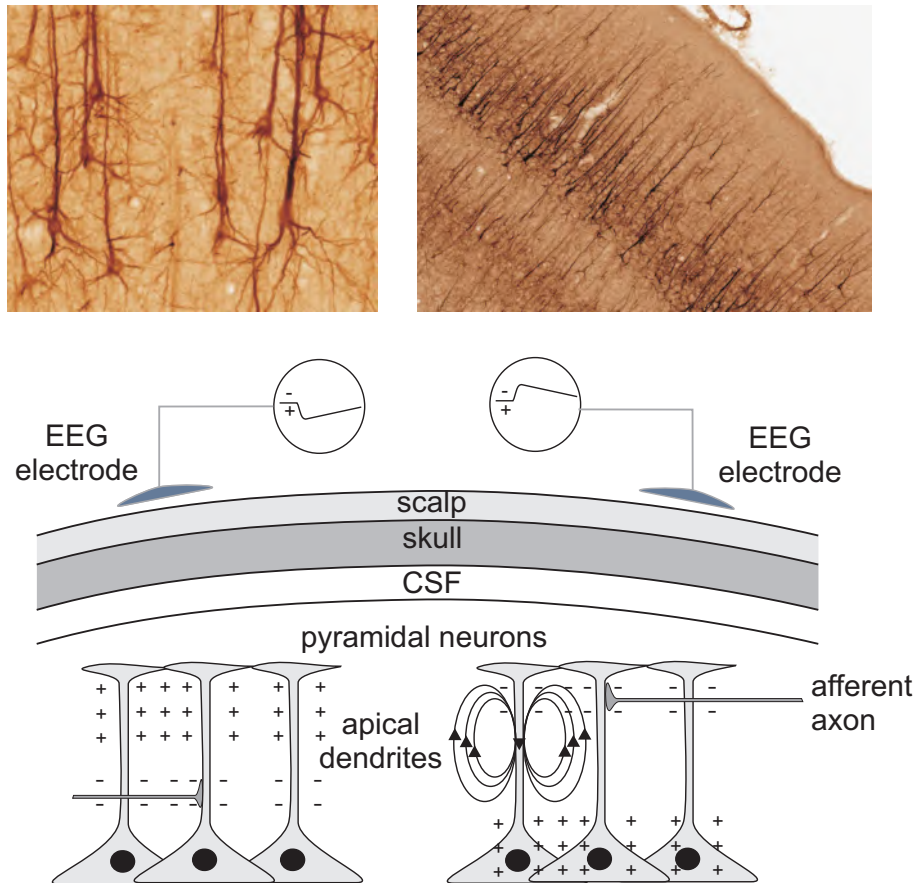 -
+
-
+
EEG
electrode
EEG
electrode
scalp
skull
CSF
pyramidal neurons
+ + + + + +
+ + + + + +
+ + + + + +
apical
dendrites
- - - - - -
- - - - - -
- - - - - -
- - - - - -
afferent
axon
+ + + + + +
+ + + + + +
+ + + + + +